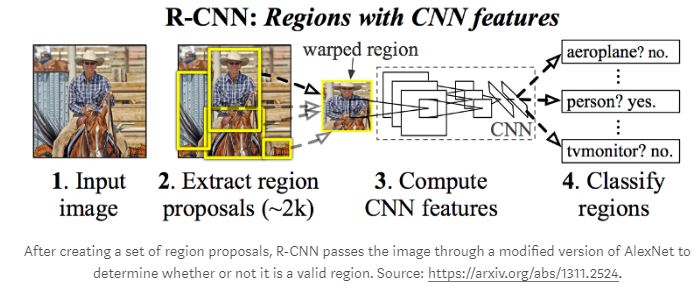 R-CNN: Regions with CNN features
warped region
aeroplane? no.
person? yes.
tvmonitor? no.
CNN
1. Input
image
2. Extract region
proposals (~2k)
3. Compute
CNN features
4. Classify
regions
After creating a set of region proposals, R-CNN passes the image through a modified version of AlexNet to
determine whether or not it is a valid region. Source: https://arxiv.org/abs/1311.2524.